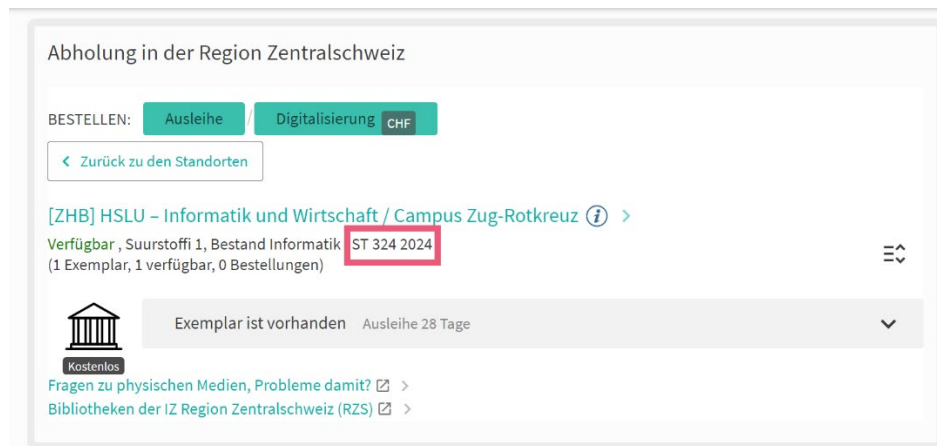 Abholung in der Region Zentralschweiz
BESTELLEN: Ausleihe / Digitalisierung CHF
Zurück zu den Standorten
[ZHB] HSLU – Informatik und Wirtschaft / Campus Zug-Rotkreuz i >
Verfügbar , Suurstoffi 1, Bestand Informatik ST 324 2024
(1 Exemplar, 1 verfügbar, 0 Bestellungen)
Exemplar ist vorhanden Ausleihe 28 Tage
Kostenlos
Fragen zu physischen Medien, Probleme damit? >
Bibliotheken der IZ Region Zentralschweiz (RZS) >